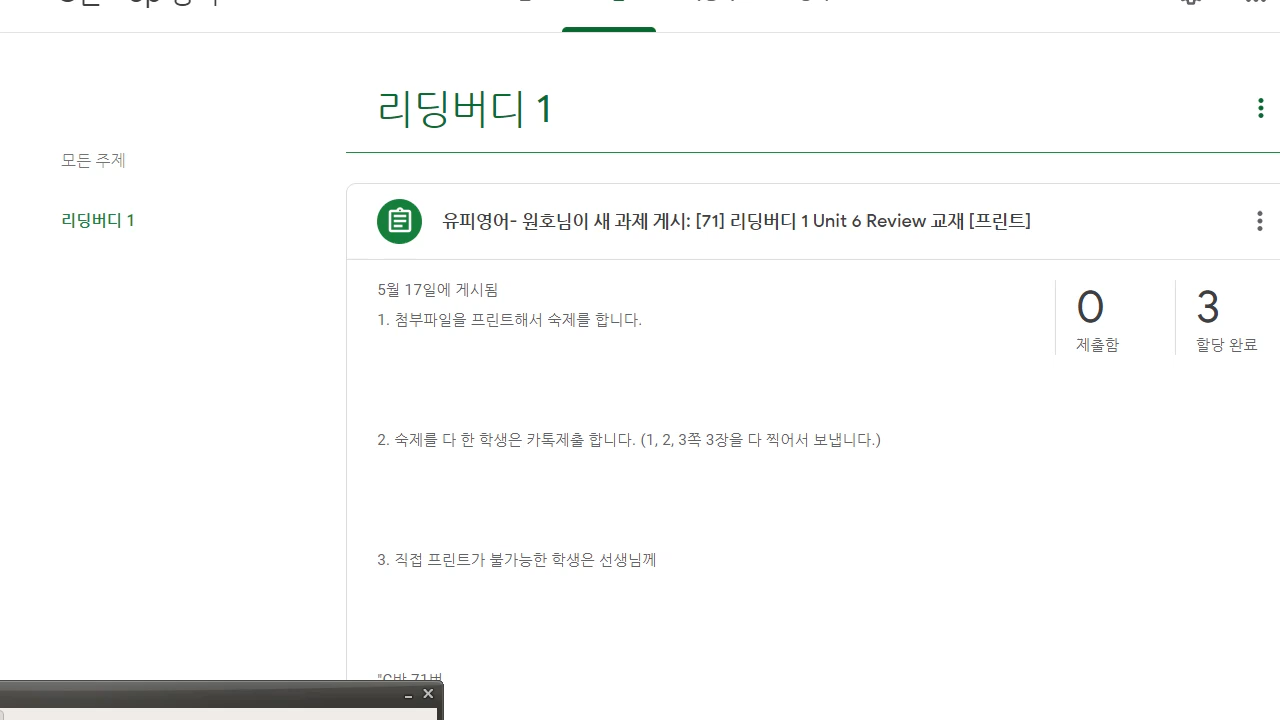 리딩버디 1
모든 주제
리딩버디 1
유피영어- 원호님이 새 과제 게시: [71] 리딩버디 1 Unit 6 Review 교재 [프린트]
5월 17일에 게시됨
0
3
제출함
할당 완료
1. 첨부파일을 프린트해서 숙제를 합니다.
2. 숙제를 다 한 학생은 카톡제출 합니다. (1, 2, 3쪽 3장을 다 찍어서 보냅니다.)
3. 직접 프린트가 불가능한 학생은 선생님께